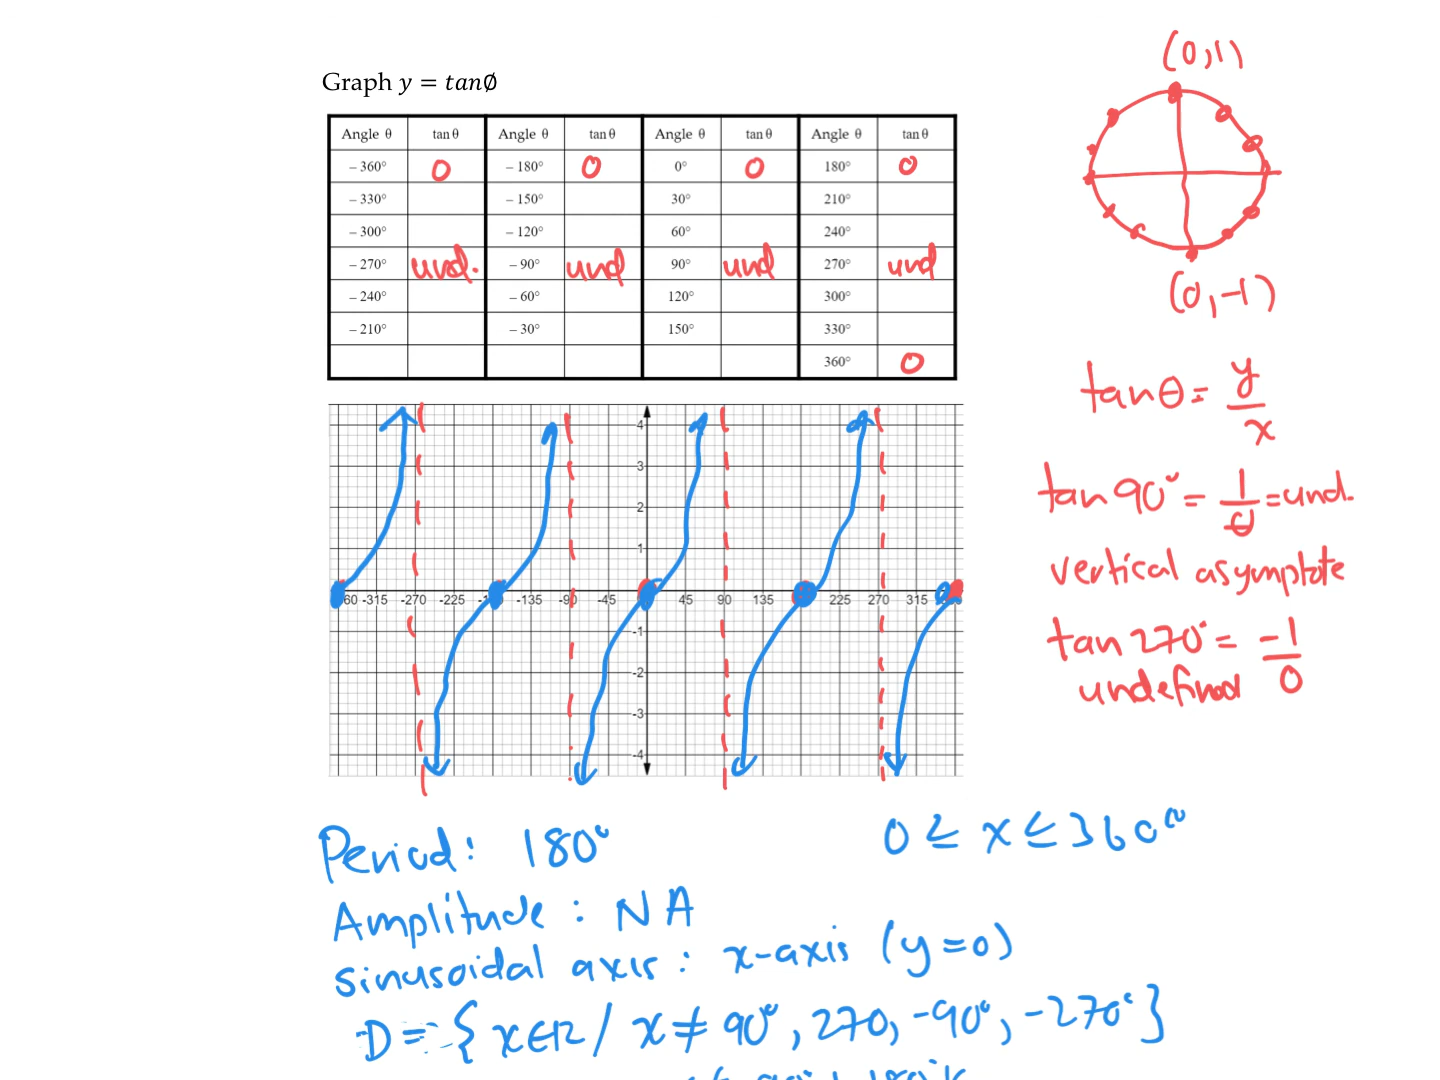 Graph y = tan∅
Angle θ tan θ Angle θ tan θ Angle θ tan θ Angle θ tan θ
– 360° 0 – 180° 0 0° 0 180° 0
– 330° – 150° 30° 210°
– 300° – 120° 60° 240°
– 270° und. – 90° und 90° und 270° und
– 240° – 60° 120° 300°
– 210° – 30° 150° 330°
360° 0
4
3
2
1
60 -315 -270 -225 -135 -90 -45 45 90 135 225 270 315
-1
-2
-3
-4
(0,1)
(0,-1)
tanθ = y/x
tan 90° = 1/0 = und.
vertical asymptote
tan 270° = -1/0
undefined
Period: 180°
0 ≤ x ≤ 360°
Amplitude: NA
sinusoidal axis: x-axis (y=0)
D = { x∈R / x ≠ 90°, 270, -90°, -270° }